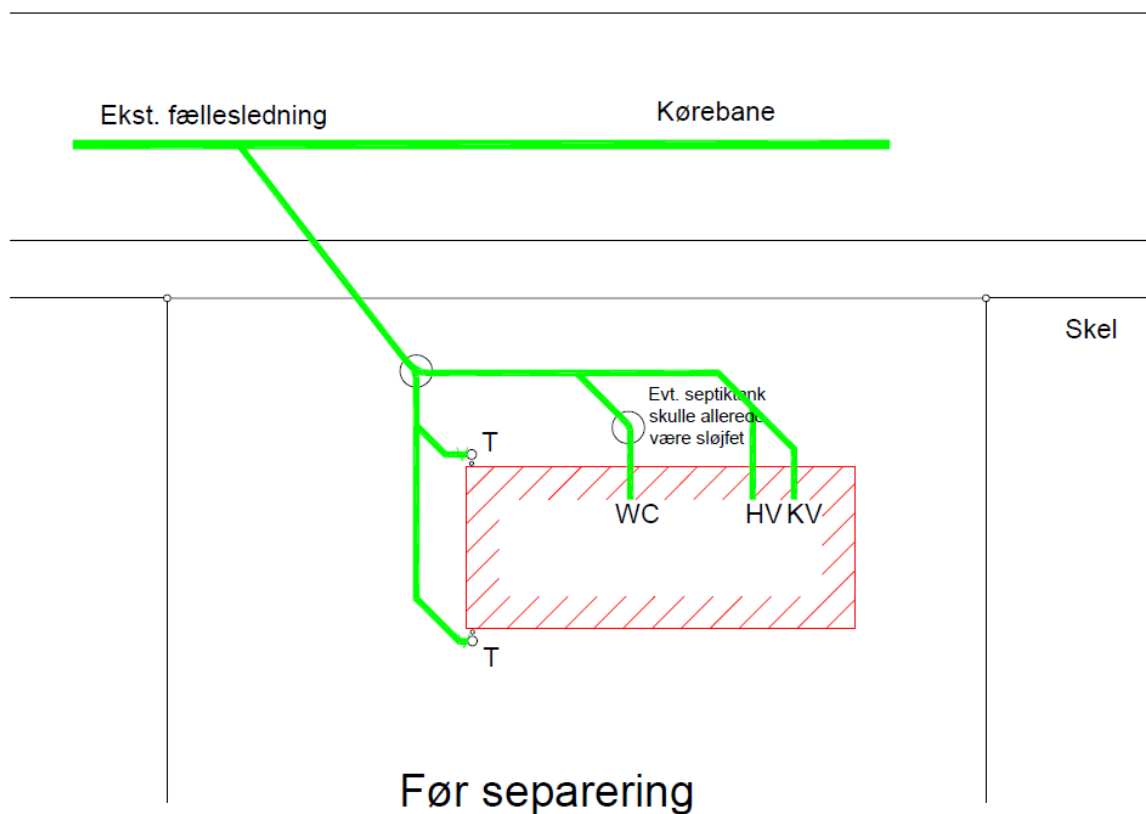 Ekst. fællesledning
Kørebane
Skel
Evt. septiktank
skulle allerede
være sløjfet
T
WC
HV
KV
T
Før separering